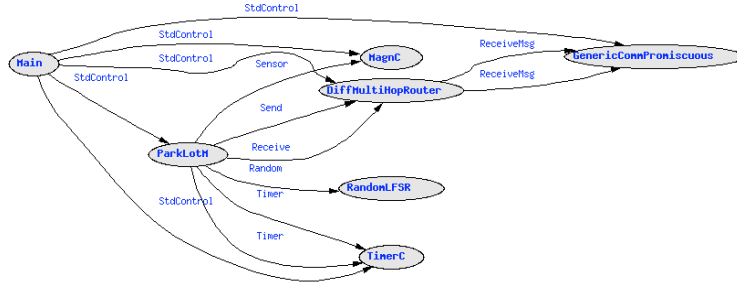 StdControl
StdControl
ReceiveMsg
Main
StdControl
Sensor
MagnC
GenericCommPromiscuous
StdControl
ReceiveMsg
DiffMultiHopRouter
Send
ParkLotM
Receive
Random
RandomLFSR
Timer
StdControl
Timer
TimerC